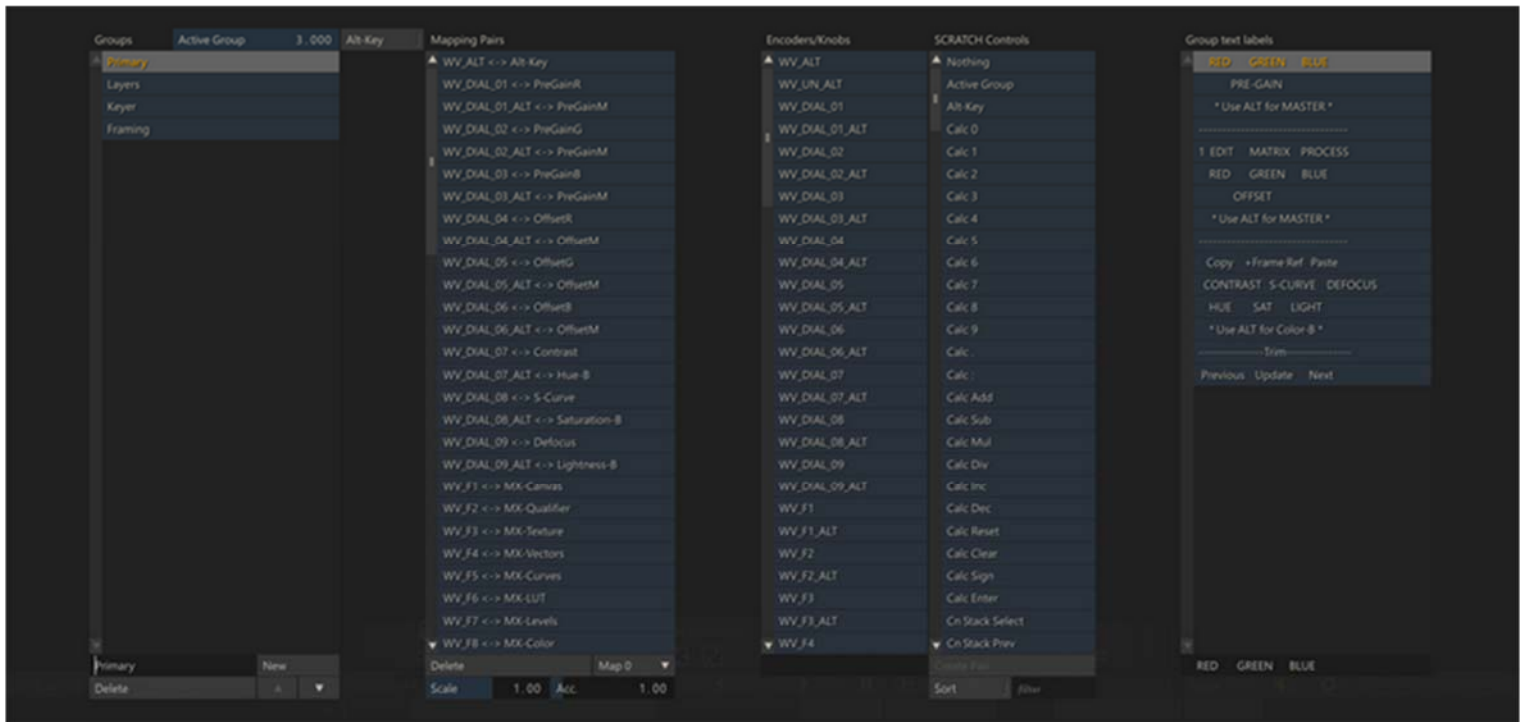 Groups
Active Group 3.000 Alt-Key
Primary
Layers
Keyer
Framing
Primary
New
Delete
Mapping Pairs
WV_ALT <-> Alt-Key
WV_DIAL_01 <-> PreGainR
WV_DIAL_01_ALT <-> PreGainM
WV_DIAL_02 <-> PreGainG
WV_DIAL_02_ALT <-> PreGainM
WV_DIAL_03 <-> PreGainB
WV_DIAL_03_ALT <-> PreGainM
WV_DIAL_04 <-> OffsetR
WV_DIAL_04_ALT <-> OffsetM
WV_DIAL_05 <-> OffsetG
WV_DIAL_05_ALT <-> OffsetM
WV_DIAL_06 <-> OffsetB
WV_DIAL_06_ALT <-> OffsetM
WV_DIAL_07 <-> Contrast
WV_DIAL_07_ALT <-> Hue-B
WV_DIAL_08 <-> S-Curve
WV_DIAL_08_ALT <-> Saturation-B
WV_DIAL_09 <-> Defocus
WV_DIAL_09_ALT <-> Lightness-B
WV_F1 <-> MX-Canvas
WV_F2 <-> MX-Qualifier
WV_F3 <-> MX-Texture
WV_F4 <-> MX-Vectors
WV_F5 <-> MX-Curves
WV_F6 <-> MX-LUT
WV_F7 <-> MX-Levels
WV_F8 <-> MX-Color
Delete
Map 0
Scale 1.00 Acc. 1.00
Encoders/Knobs
WV_ALT
WV_UN_ALT
WV_DIAL_01
WV_DIAL_01_ALT
WV_DIAL_02
WV_DIAL_02_ALT
WV_DIAL_03
WV_DIAL_03_ALT
WV_DIAL_04
WV_DIAL_04_ALT
WV_DIAL_05
WV_DIAL_05_ALT
WV_DIAL_06
WV_DIAL_06_ALT
WV_DIAL_07
WV_DIAL_07_ALT
WV_DIAL_08
WV_DIAL_08_ALT
WV_DIAL_09
WV_DIAL_09_ALT
WV_F1
WV_F1_ALT
WV_F2
WV_F2_ALT
WV_F3
WV_F3_ALT
WV_F4
SCRATCH Controls
Nothing
Active Group
Alt-Key
Calc 0
Calc 1
Calc 2
Calc 3
Calc 4
Calc 5
Calc 6
Calc 7
Calc 8
Calc 9
Calc .
Calc :
Calc Add
Calc Sub
Calc Mul
Calc Div
Calc Inc
Calc Dec
Calc Reset
Calc Clear
Calc Sign
Calc Enter
Cn Stack Select
Cn Stack Prev
Create Pair
Sort filter
Group text labels
RED GREEN BLUE
PRE-GAIN
* Use ALT for MASTER *
--------------------------------
1 EDIT MATRIX PROCESS
RED GREEN BLUE
OFFSET
* Use ALT for MASTER *
--------------------------------
Copy +Frame Ref Paste
CONTRAST S-CURVE DEFOCUS
HUE SAT LIGHT
* Use ALT for Color-B *
--------------Trim--------------
Previous Update Next
RED GREEN BLUE